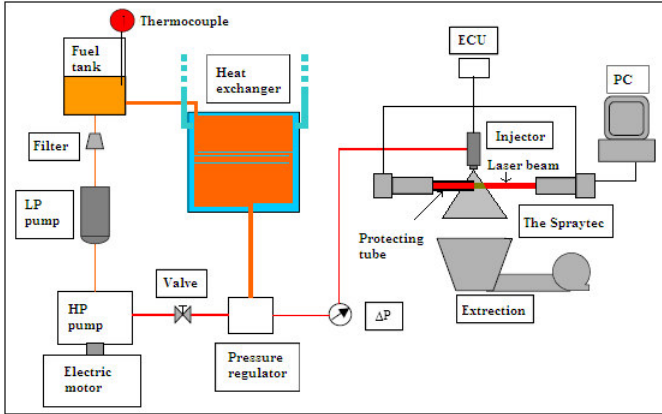 Thermocouple
Fuel
tank
ECU
PC
Heat
exchanger
Injector
Filter
Laser beam
LP
pump
The Spraytec
Protecting
tube
Valve
HP
pump
ΔP
Extrection
Pressure
regulator
Electric
motor